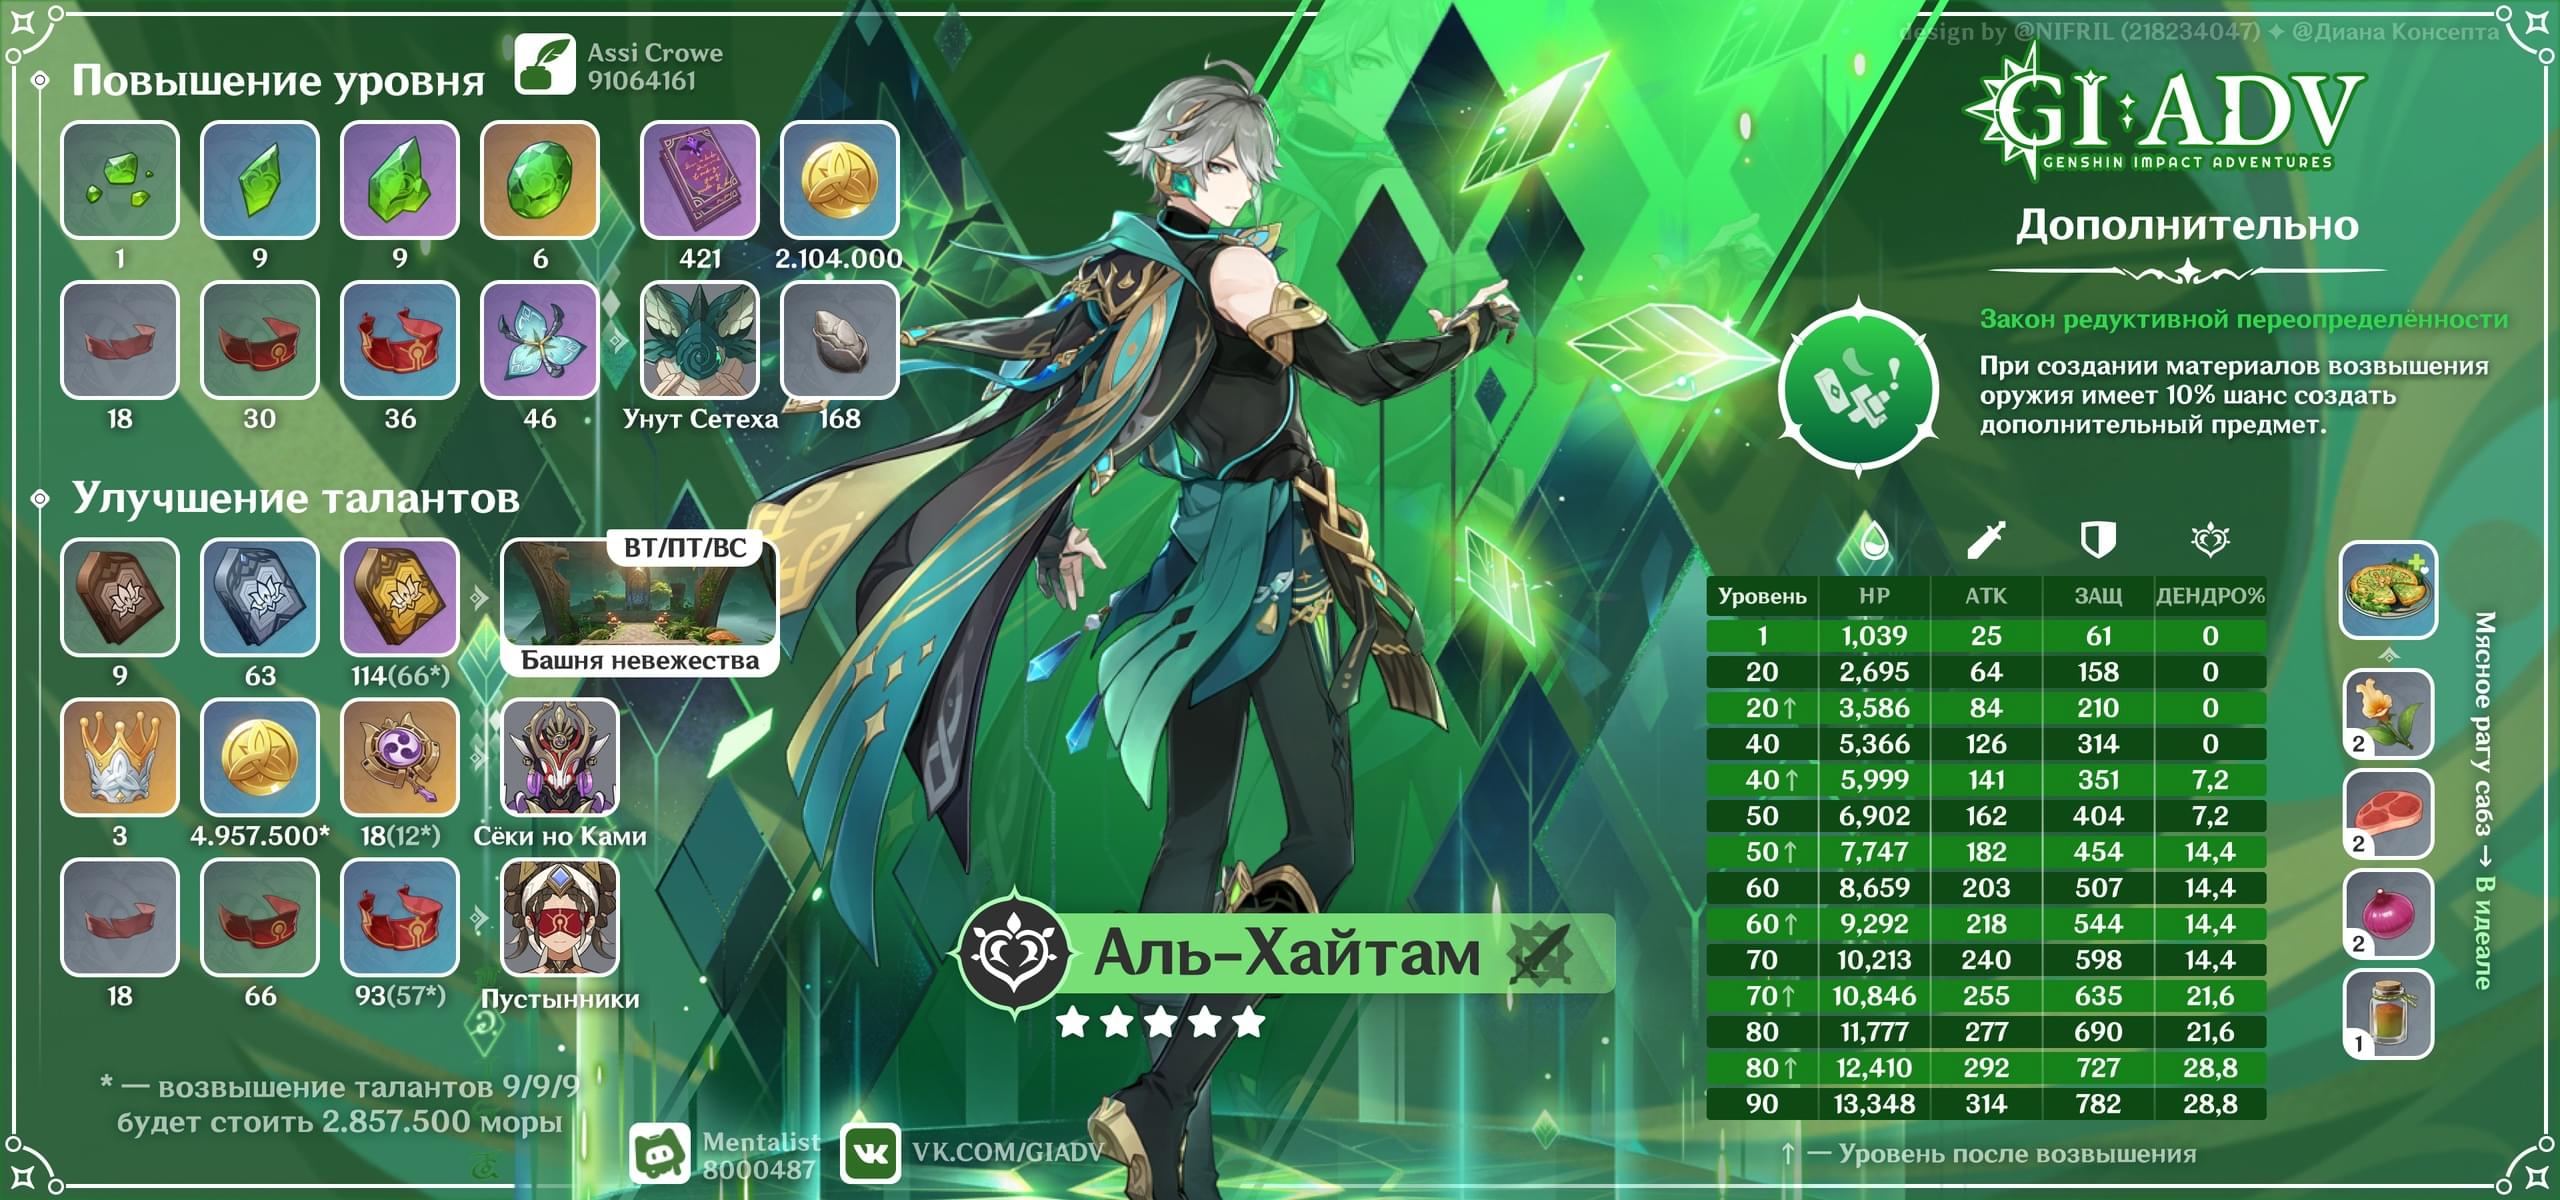 design by @NIFRIL (218234047) ✦ @Диана Консепта
Повышение уровня
Assi Crowe
91064161
1
9
9
6
421
2.104.000
18
30
36
46
Унут Сетеха
168
Улучшение талантов
ВТ/ПТ/ВС
Башня невежества
9
63
114(66*)
3
4.957.500*
18(12*)
Сёки но Ками
18
66
93(57*)
Пустынники
* — возвышение талантов 9/9/9
будет стоить 2.857.500 моры
Mentalist
8000487
VK.COM/GIADV
Аль-Хайтам
GI:ADV
GENSHIN IMPACT ADVENTURES
Дополнительно
Закон редуктивной переопределённости
При создании материалов возвышения
оружия имеет 10% шанс создать
дополнительный предмет.
Уровень HP АТК ЗАЩ ДЕНДРО%
1 1,039 25 61 0
20 2,695 64 158 0
20↑ 3,586 84 210 0
40 5,366 126 314 0
40↑ 5,999 141 351 7,2
50 6,902 162 404 7,2
50↑ 7,747 182 454 14,4
60 8,659 203 507 14,4
60↑ 9,292 218 544 14,4
70 10,213 240 598 14,4
70↑ 10,846 255 635 21,6
80 11,777 277 690 21,6
80↑ 12,410 292 727 28,8
90 13,348 314 782 28,8
↑ — Уровень после возвышения
2
2
2
1
Мясное рагу сабз → В идеале